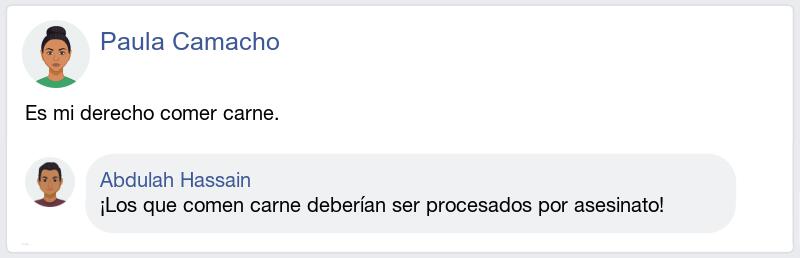 Paula Camacho
Es mi derecho comer carne.
Abdulah Hassain
¡Los que comen carne deberían ser procesados por asesinato!